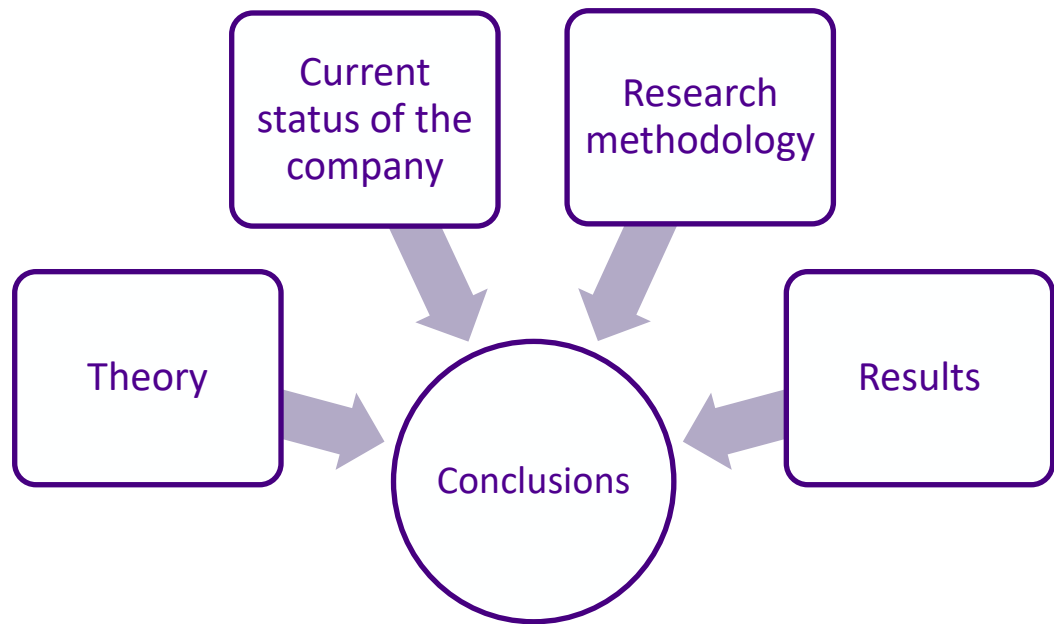 Current
status of the
company
Research
methodology
Theory
Results
Conclusions